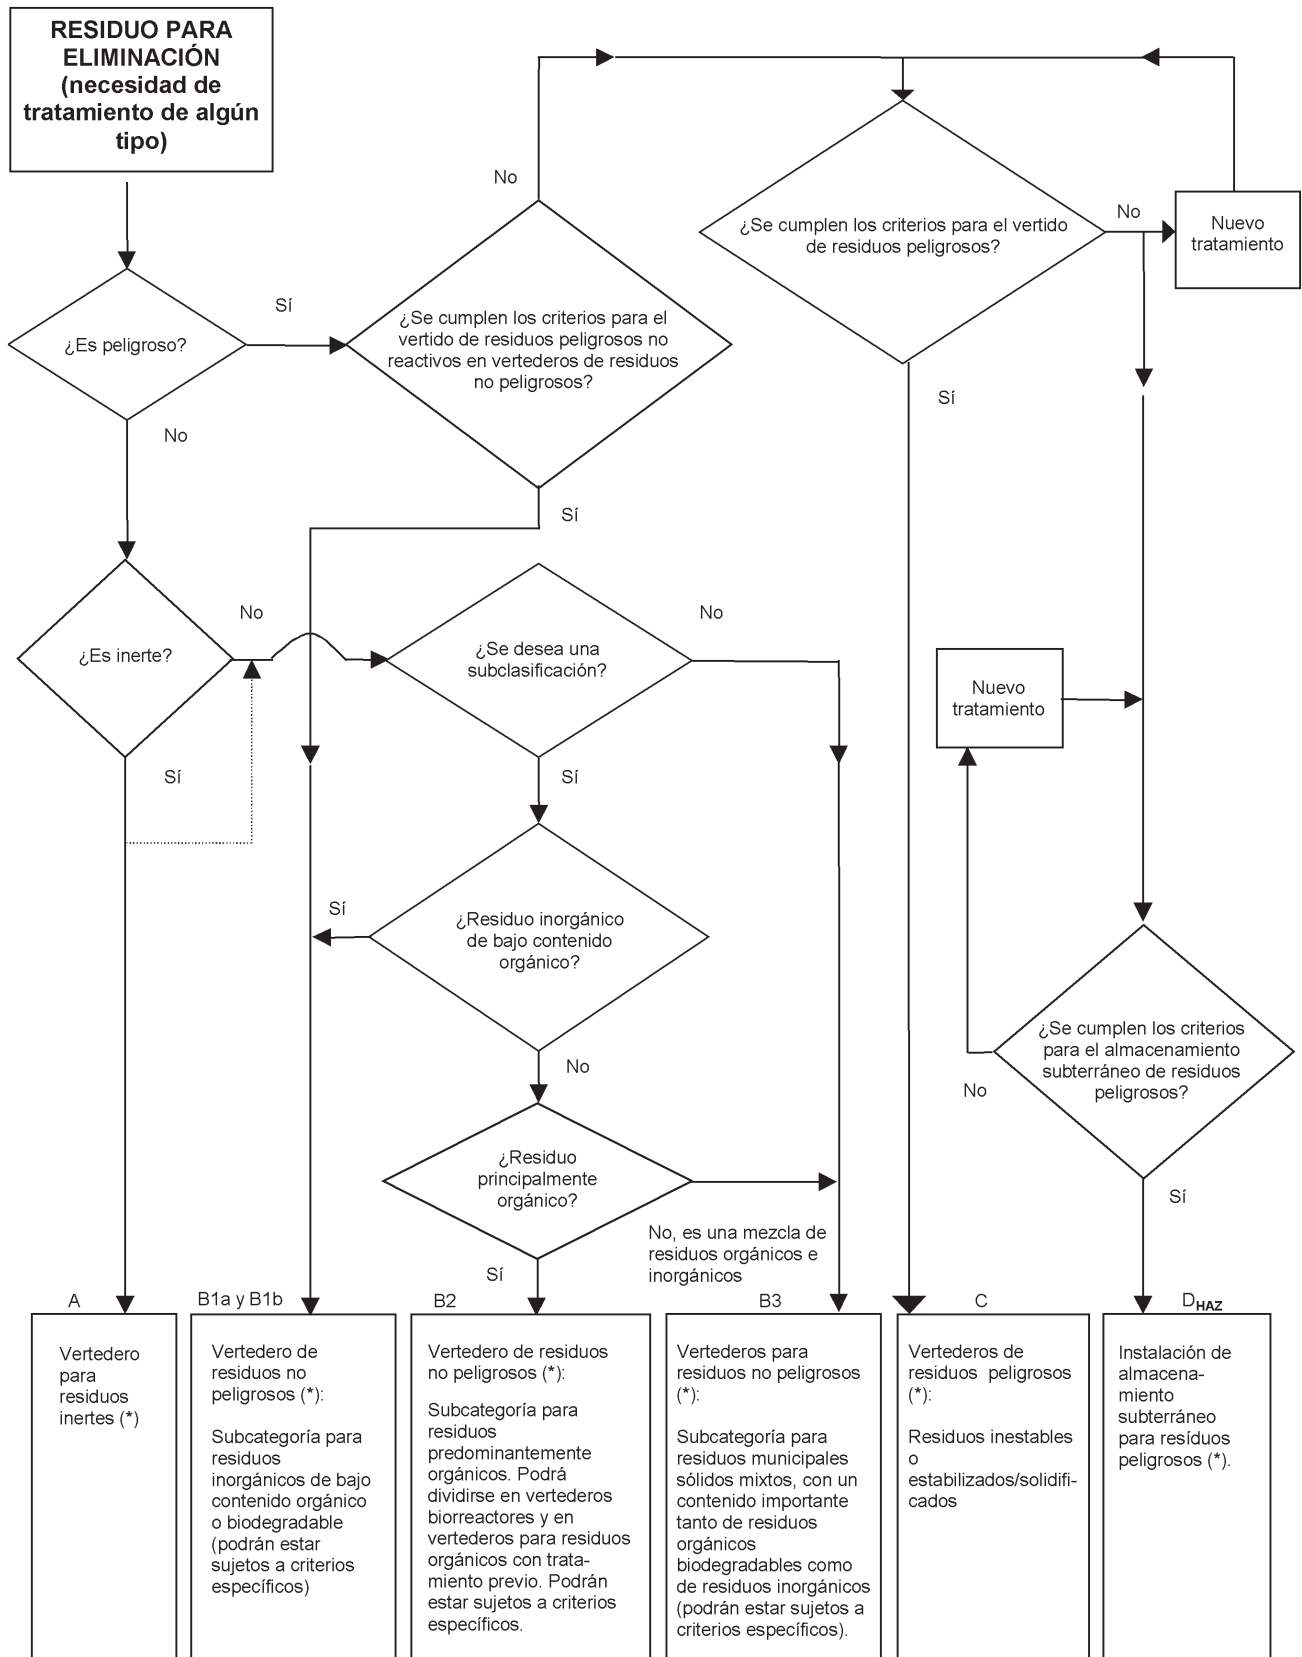 RESIDUO PARA
ELIMINACIÓN
(necesidad de
tratamiento de algún
tipo)
No
¿Se cumplen los criterios para el vertido
de residuos peligrosos?
No
Nuevo
tratamiento
¿Es peligroso?
Sí
¿Se cumplen los criterios para el
vertido de residuos peligrosos no
reactivos en vertederos de residuos
no peligrosos?
Sí
No
Sí
¿Es inerte?
No
¿Se desea una
subclasificación?
No
Nuevo
tratamiento
Sí
Sí
Sí
¿Residuo inorgánico
de bajo contenido
orgánico?
No
¿Se cumplen los criterios
para el almacenamiento
subterráneo de residuos
peligrosos?
No
Sí
¿Residuo
principalmente
orgánico?
No, es una mezcla de
residuos orgánicos e
inorgánicos
Sí
A
Vertedero
para
residuos
inertes (*)
B1a y B1b
Vertedero de
residuos no
peligrosos (*):
Subcategoría para
residuos
inorgánicos de bajo
contenido orgánico
o biodegradable
(podrán estar
sujetos a criterios
específicos)
B2
Vertedero de residuos
no peligrosos (*):
Subcategoría para
residuos
predominantemente
orgánicos. Podrá
dividirse en vertederos
biorreactores y en
vertederos para residuos
orgánicos con trata-
miento previo. Podrán
estar sujetos a criterios
específicos.
B3
Vertederos para
residuos no peligrosos
(*):
Subcategoría para
residuos municipales
sólidos mixtos, con un
contenido importante
tanto de residuos
orgánicos
biodegradables como
de residuos inorgánicos
(podrán estar sujetos a
criterios específicos).
C
Vertederos de
residuos peligrosos
(*):
Residuos inestables
o
estabilizados/solidifi-
cados
DHAZ
Instalación de
almacena-
miento
subterráneo
para resíduos
peligrosos (*).